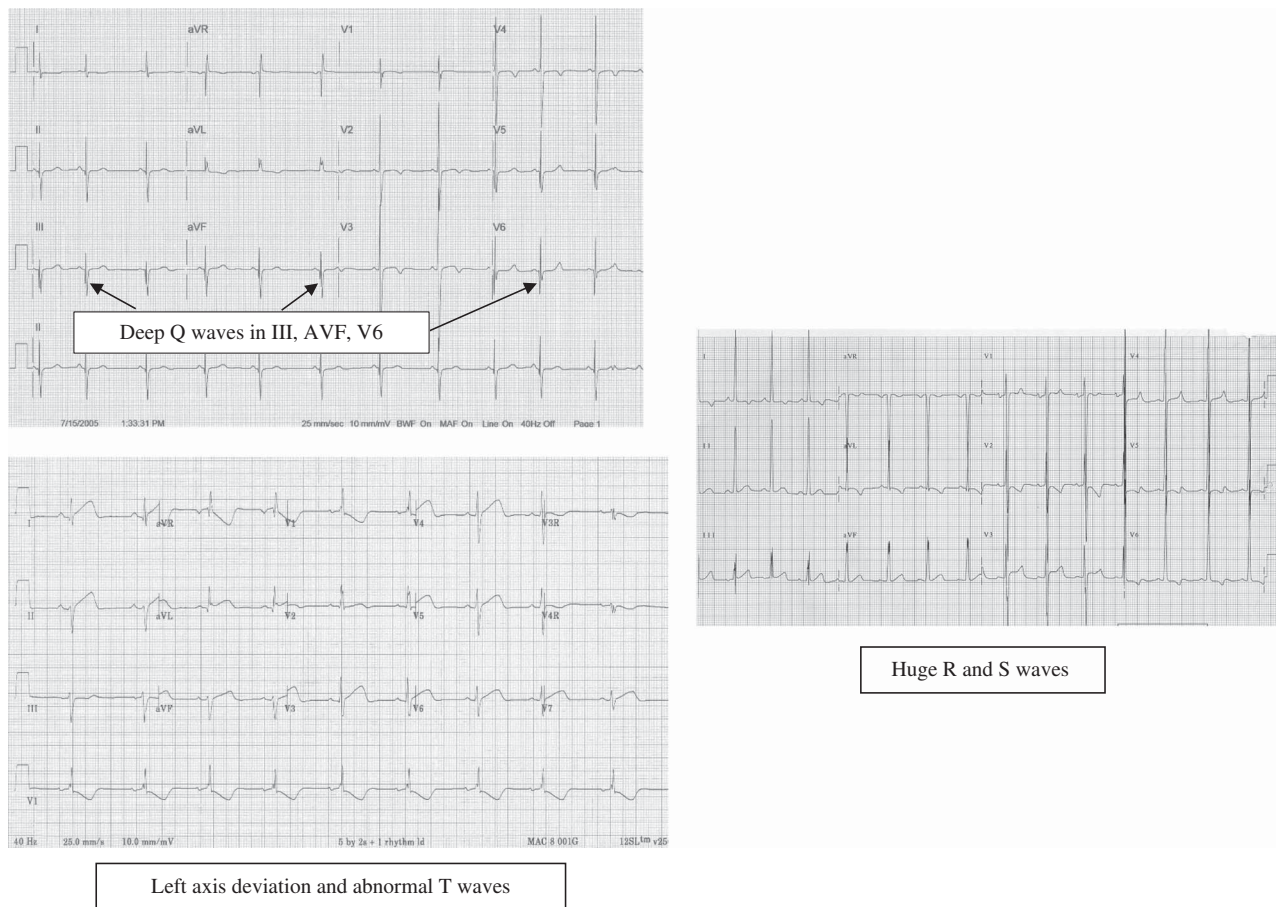 I aVR V1 V4
II aVL V2 V5
III aVF V3 V6
Deep Q waves in III, AVF, V6
II
7/15/2005 1:33:31 PM 25 mm/sec 10 mm/mV BWF On MAF On Line On 40Hz Off Page 1
I aVR V1 V4
II aVL V2 V5
III aVF V3 V6
Huge R and S waves
I aVR V1 V4 V3R
II aVL V2 V5 V4R
III aVF V3 V6 V7
V1
40 Hz 25.0 mm/s 10.0 mm/mV 5 by 2s + 1 rhythm ld MAC 8 001G 12SL tm v25
Left axis deviation and abnormal T waves